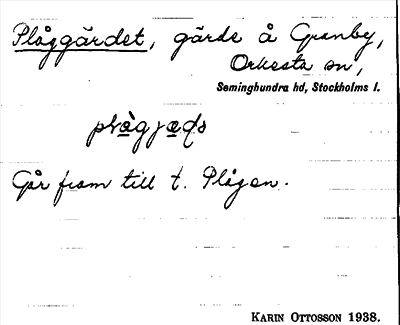 Plåggärdet, gärde å Granby,
Orkesta sn,
Seminghundra hd, Stockholms l.
Går fram till t. Plågen.
KARIN OTTOSSON 1938.